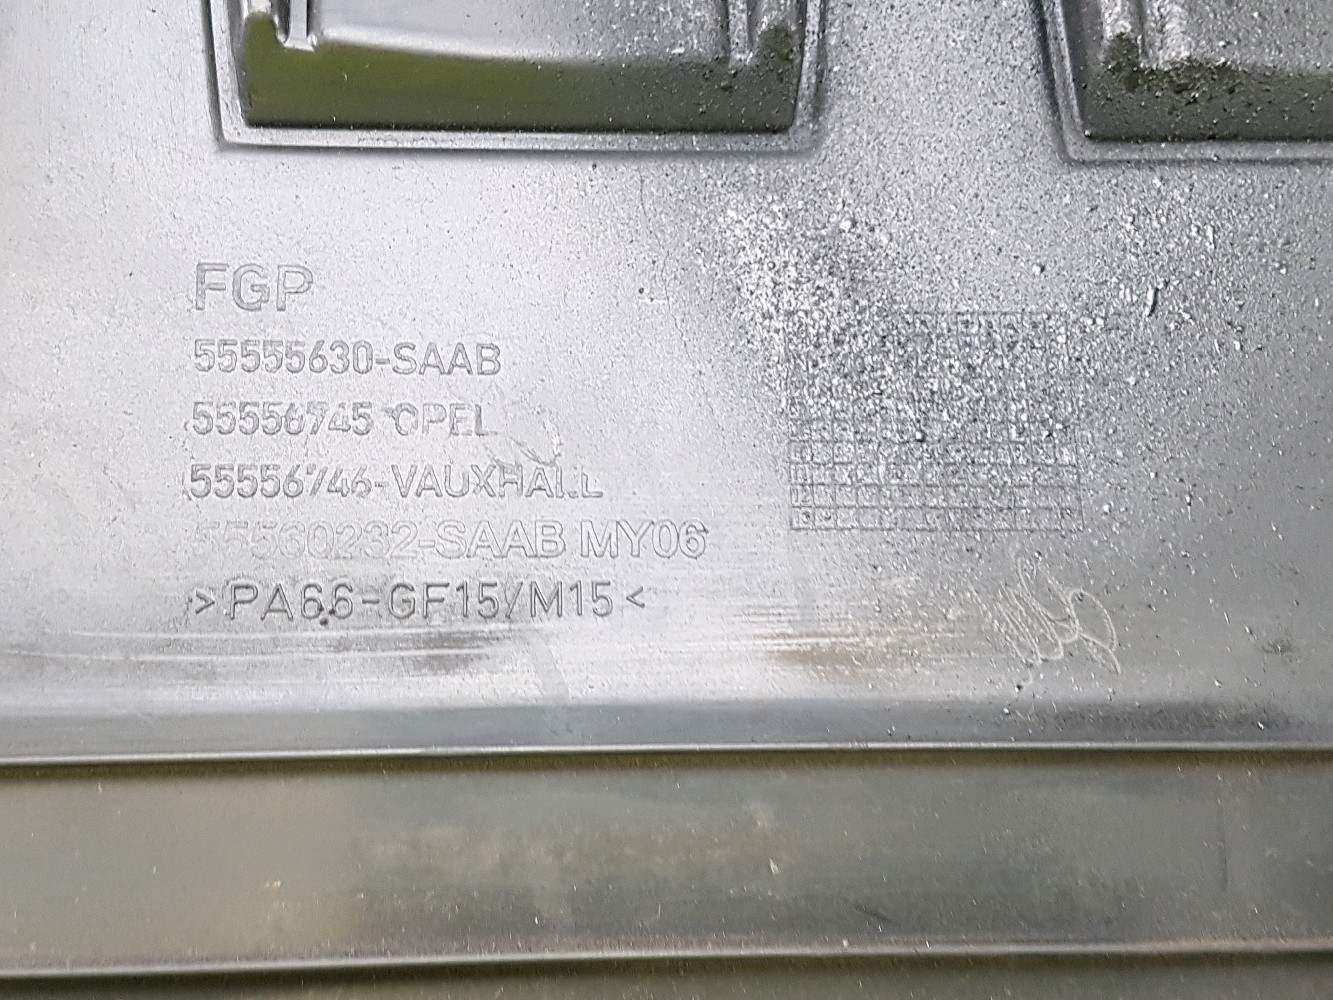 FGP
55555630-SAAB
55556745 OPEL
55556746-VAUXHALL
55560232-SAAB MY06
>PA66-GF15/M15<